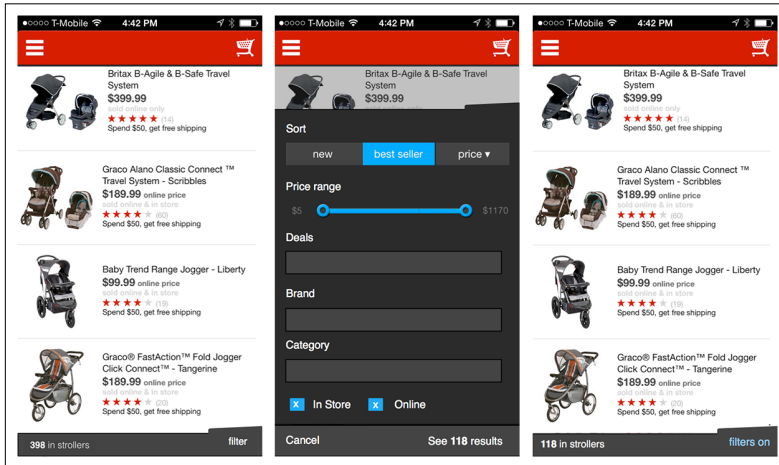 T-Mobile 4:42 PM
Britax B-Agile & B-Safe Travel
System
$399.99
sold online only
(14)
Spend $50, get free shipping
Graco Alano Classic Connect ™
Travel System - Scribbles
$189.99 online price
sold online & in store
(60)
Spend $50, get free shipping
Baby Trend Range Jogger - Liberty
$99.99 online price
sold online & in store
(19)
Spend $50, get free shipping
Graco® FastAction™ Fold Jogger
Click Connect™ - Tangerine
$189.99 online price
sold online & in store
(20)
Spend $50, get free shipping
398 in strollers filter
T-Mobile 4:42 PM
Britax B-Agile & B-Safe Travel
System
$399.99
sold online only
Sort
new best seller price ▾
Price range
$5 $1170
Deals
Brand
Category
x In Store x Online
Cancel See 118 results
T-Mobile 4:42 PM
Britax B-Agile & B-Safe Travel
System
$399.99
sold online only
(14)
Spend $50, get free shipping
Graco Alano Classic Connect ™
Travel System - Scribbles
$189.99 online price
sold online & in store
(60)
Spend $50, get free shipping
Baby Trend Range Jogger - Liberty
$99.99 online price
sold online & in store
(19)
Spend $50, get free shipping
Graco® FastAction™ Fold Jogger
Click Connect™ - Tangerine
$189.99 online price
sold online & in store
(20)
Spend $50, get free shipping
118 in strollers filters on